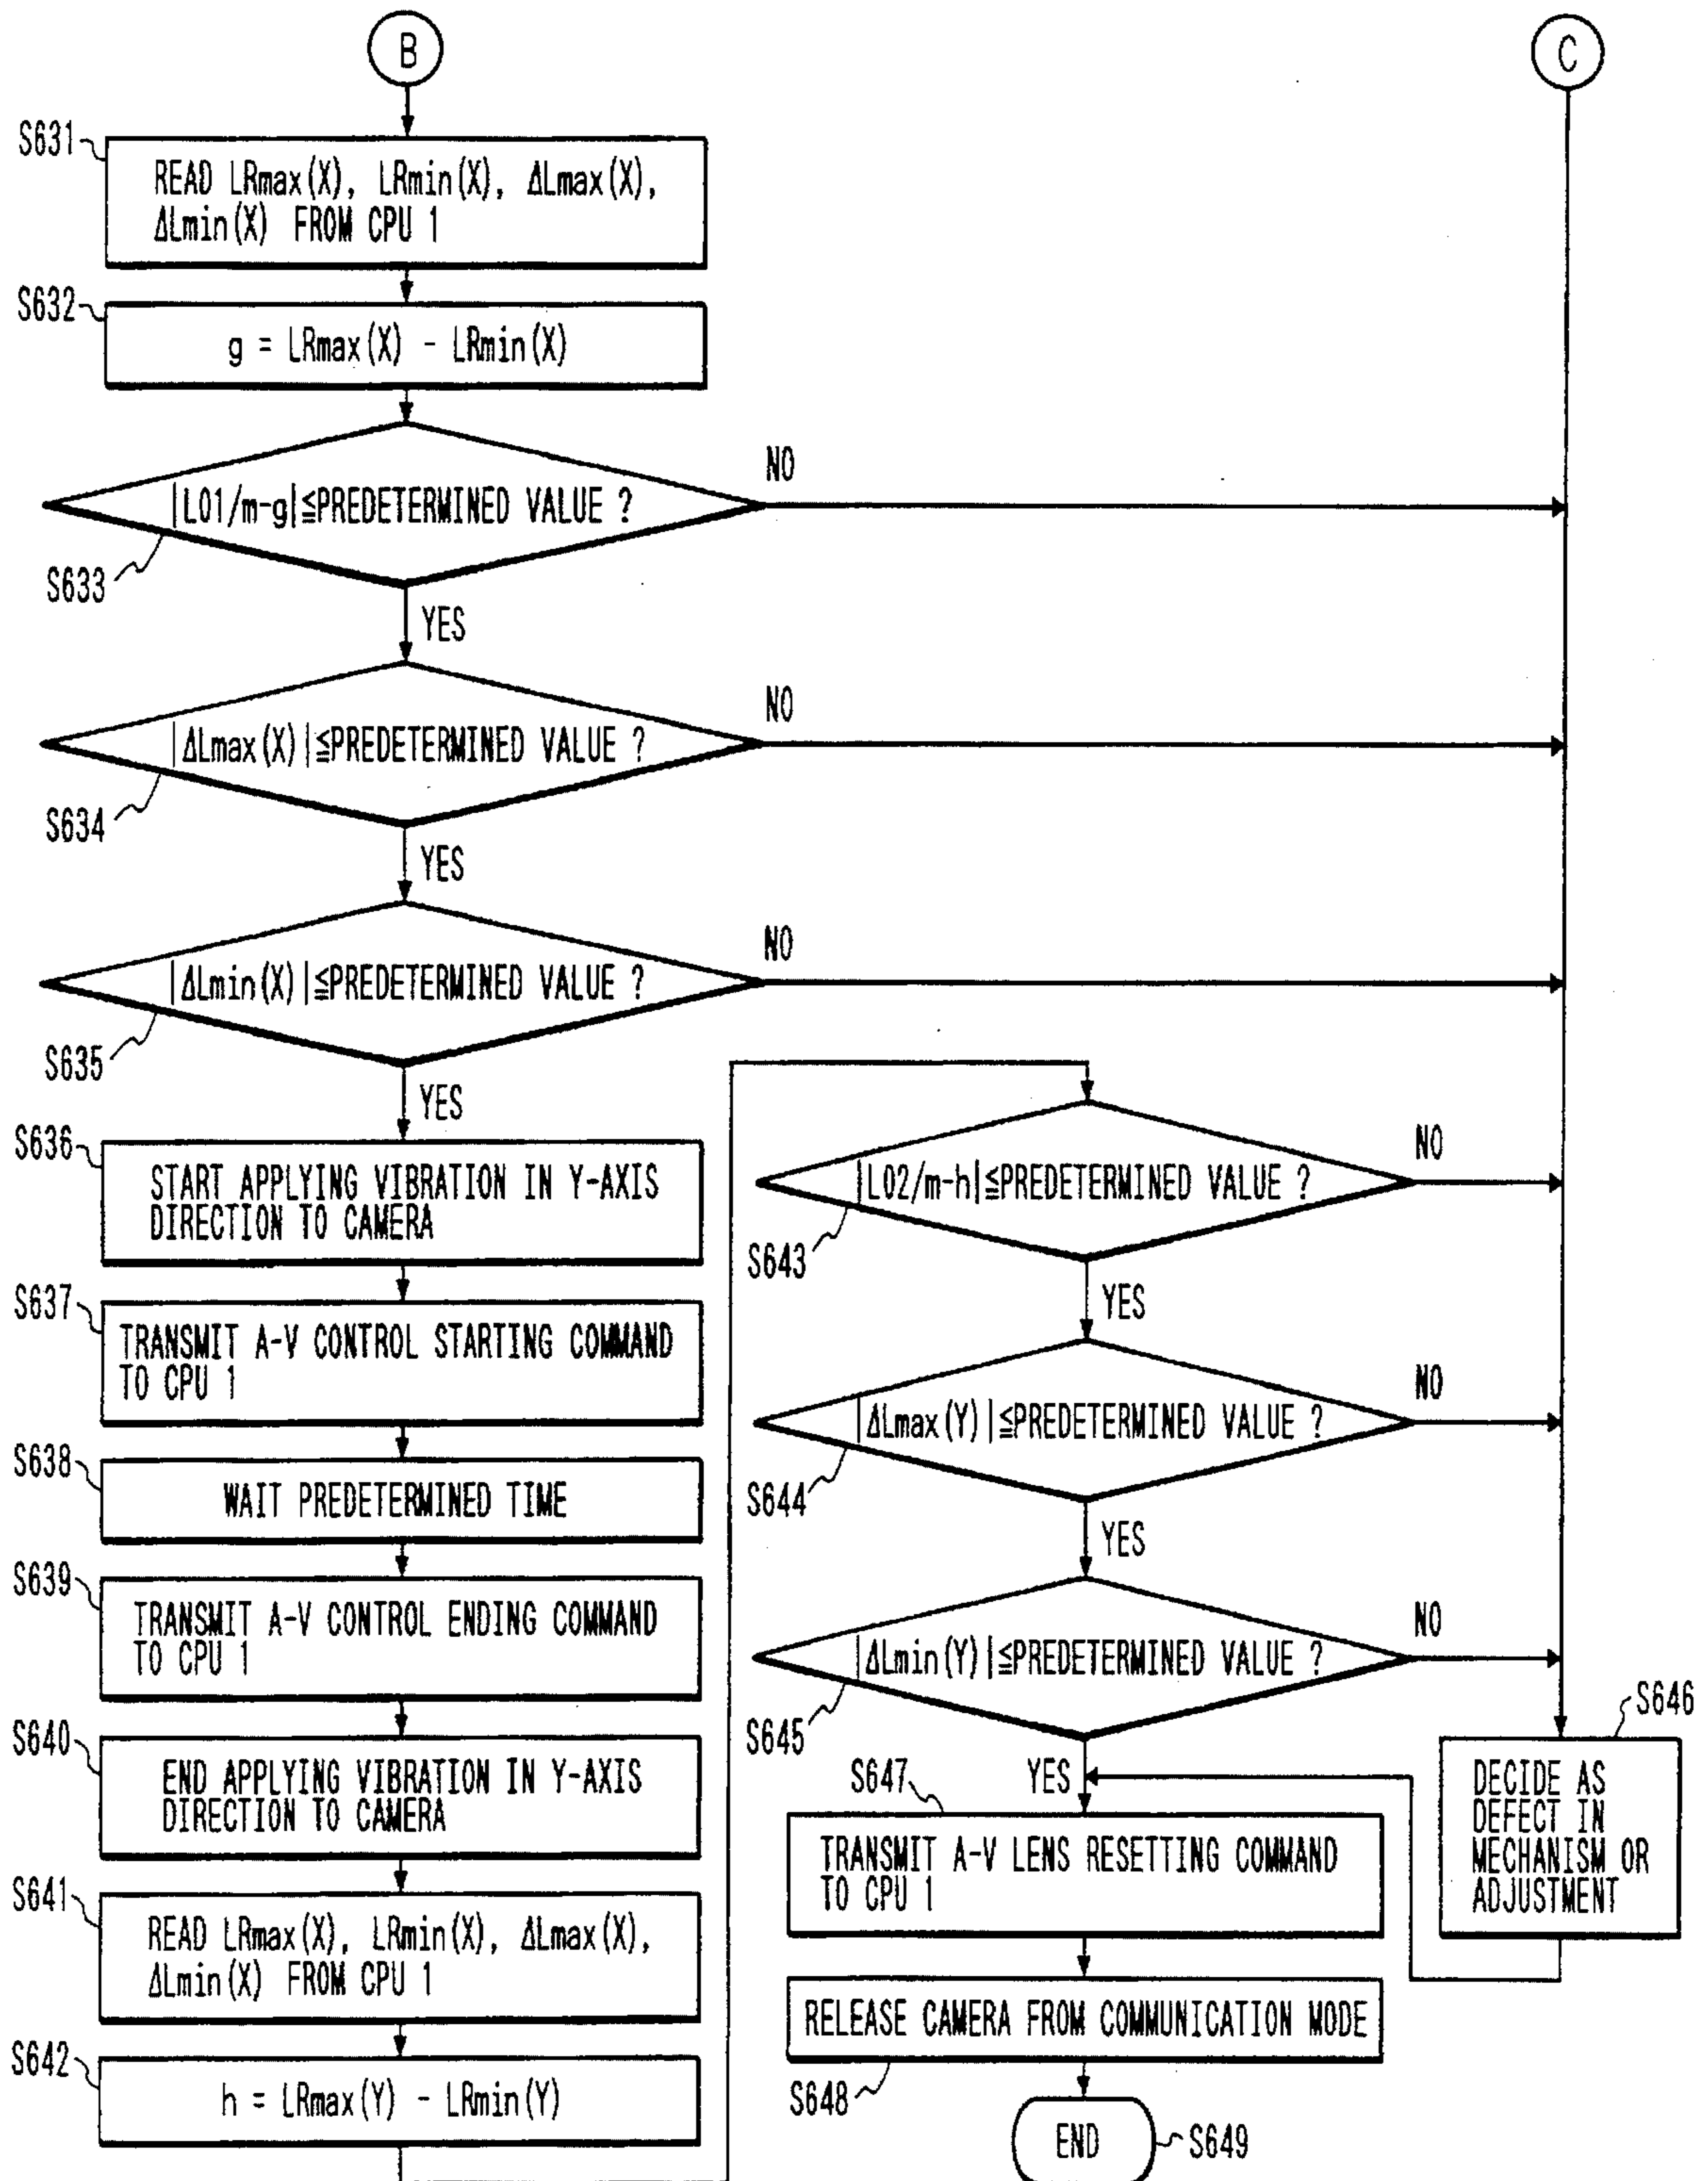 B
C
S631
READ LRmax(X), LRmin(X), ΔLmax(X),
ΔLmin(X) FROM CPU 1
S632
g = LRmax(X) - LRmin(X)
|L01/m-g|≦PREDETERMINED VALUE ?
NO
S633
YES
|ΔLmax(X)|≦PREDETERMINED VALUE ?
NO
S634
YES
|ΔLmin(X)|≦PREDETERMINED VALUE ?
NO
S635
YES
S636
START APPLYING VIBRATION IN Y-AXIS
DIRECTION TO CAMERA
S637
TRANSMIT A-V CONTROL STARTING COMMAND
TO CPU 1
S638
WAIT PREDETERMINED TIME
S639
TRANSMIT A-V CONTROL ENDING COMMAND
TO CPU 1
S640
END APPLYING VIBRATION IN Y-AXIS
DIRECTION TO CAMERA
S641
READ LRmax(X), LRmin(X), ΔLmax(X),
ΔLmin(X) FROM CPU 1
S642
h = LRmax(Y) - LRmin(Y)
|L02/m-h|≦PREDETERMINED VALUE ?
NO
S643
YES
|ΔLmax(Y)|≦PREDETERMINED VALUE ?
NO
S644
YES
|ΔLmin(Y)|≦PREDETERMINED VALUE ?
NO
S645
YES
S646
DECIDE AS
DEFECT IN
MECHANISM OR
ADJUSTMENT
S647
TRANSMIT A-V LENS RESETTING COMMAND
TO CPU 1
RELEASE CAMERA FROM COMMUNICATION MODE
S648
END
S649